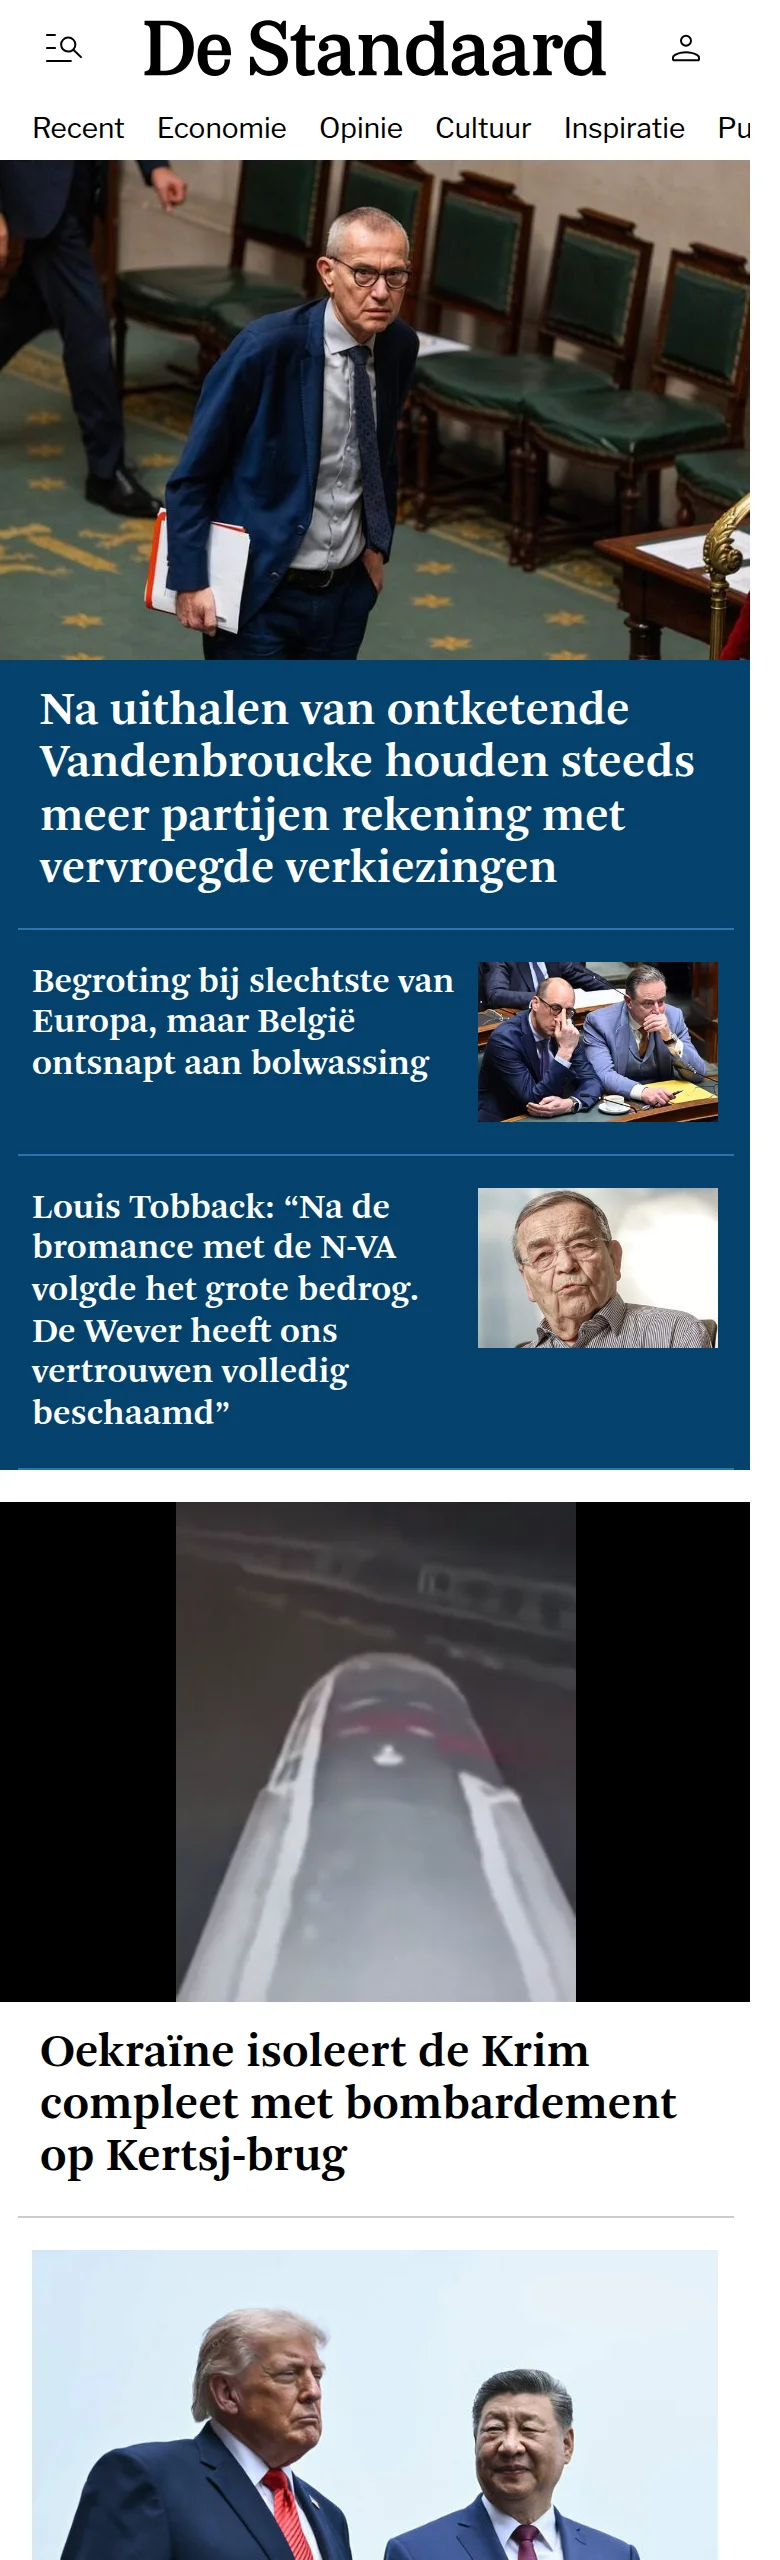 De Standaard
Recent Economie Opinie Cultuur Inspiratie Pu
Na uithalen van ontketende
Vandenbroucke houden steeds
meer partijen rekening met
vervroegde verkiezingen
Begroting bij slechtste van
Europa, maar België
ontsnapt aan bolwassing
Louis Tobback: “Na de
bromance met de N-VA
volgde het grote bedrog.
De Wever heeft ons
vertrouwen volledig
beschaamd”
Oekraïne isoleert de Krim
compleet met bombardement
op Kertsj-brug